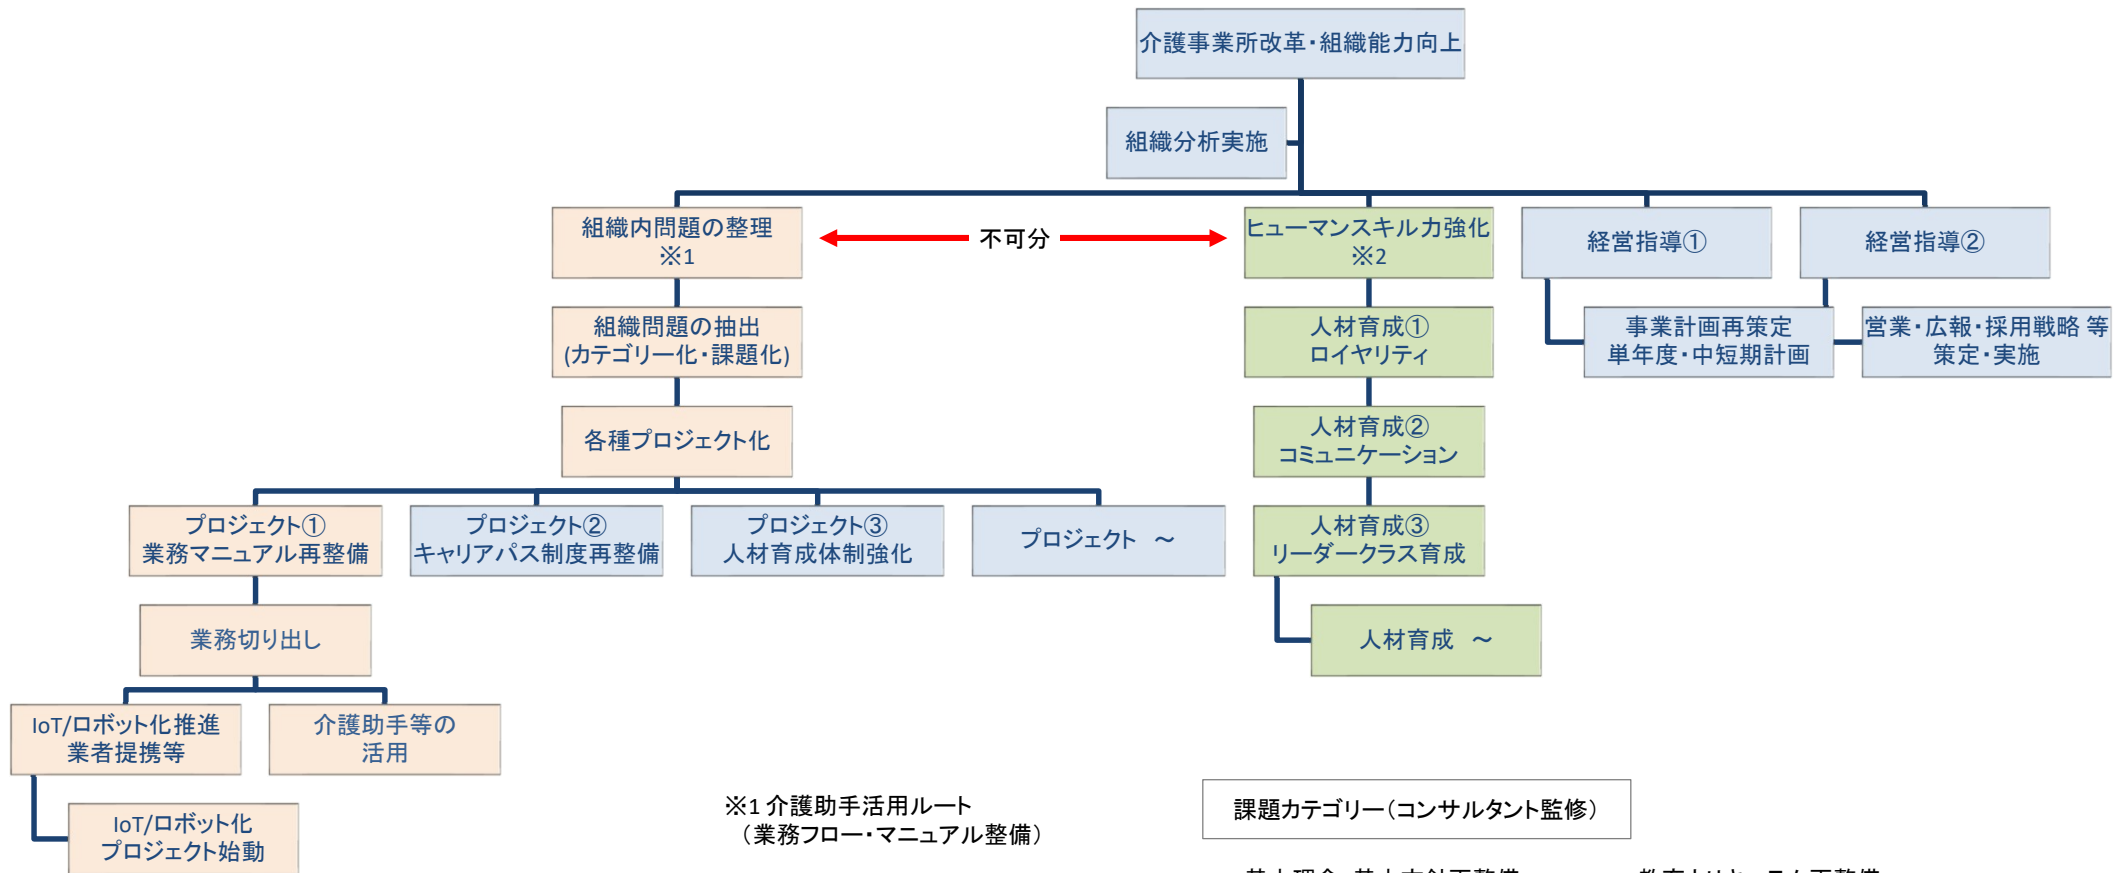 介護事業所改革・組織能力向上
組織分析実施
組織内問題の整理
※1
不可分
ヒューマンスキル力強化
※2
経営指導①
経営指導②
組織問題の抽出
(カテゴリー化・課題化)
人材育成①
ロイヤリティ
事業計画再策定
単年度・中短期計画
営業・広報・採用戦略 等
策定・実施
各種プロジェクト化
人材育成②
コミュニケーション
プロジェクト①
業務マニュアル再整備
プロジェクト②
キャリアパス制度再整備
プロジェクト③
人材育成体制強化
プロジェクト ～
人材育成③
リーダークラス育成
業務切り出し
人材育成 ～
IoT/ロボット化推進
業者提携等
介護助手等の
活用
IoT/ロボット化
プロジェクト始動
※1 介護助手活用ルート
（業務フロー・マニュアル整備）
課題カテゴリー（コンサルタント監修）